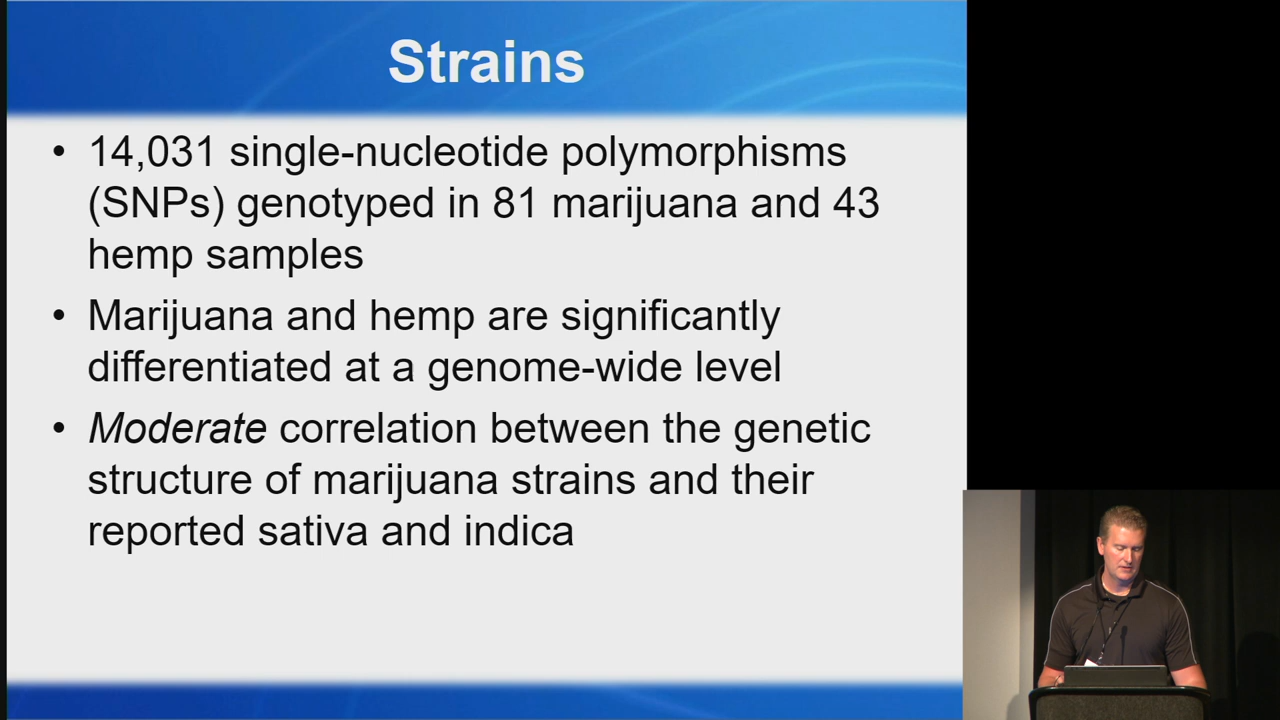 Strains
• 14,031 single-nucleotide polymorphisms
(SNPs) genotyped in 81 marijuana and 43
hemp samples
• Marijuana and hemp are significantly
differentiated at a genome-wide level
• Moderate correlation between the genetic
structure of marijuana strains and their
reported sativa and indica